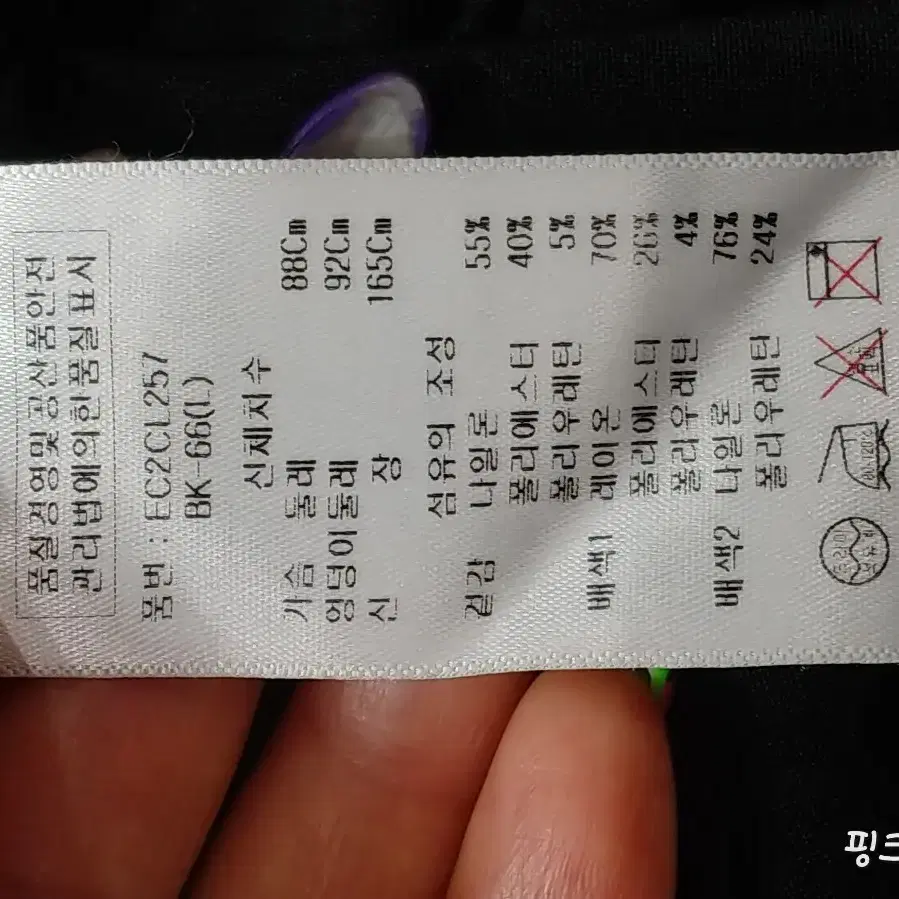 품질경영및공산품안전
관리법에의한품질표시
품번 : EC2CL257
BK-66(L)
신체치수
가슴 둘레 88Cm
엉덩이둘레 92Cm
신 장 165Cm
섬유의 조성
겉감 나일론 55%
폴리에스터 40%
폴리우레탄 5%
배색1 레이온 70%
폴리에스터 26%
폴리우레탄 4%
배색2 나일론 76%
폴리우레탄 24%
드라이
핑크